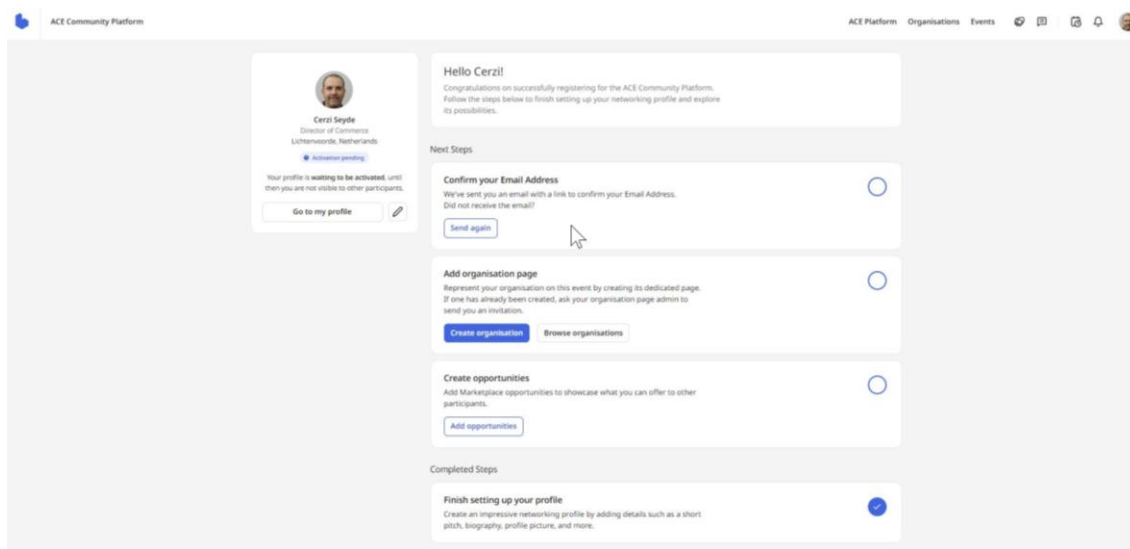 ACE Community Platform
ACE Platform Organisations Events
Cerzi Seyde
Director of Commerce
Lichtenvoorde, Netherlands
Activation pending
Your profile is waiting to be activated, until
then you are not visible to other participants.
Go to my profile
Hello Cerzi!
Congratulations on successfully registering for the ACE Community Platform.
Follow the steps below to finish setting up your networking profile and explore
its possibilities.
Next Steps
Confirm your Email Address
We've sent you an email with a link to confirm your Email Address.
Did not receive the email?
Send again
Add organisation page
Represent your organisation on this event by creating its dedicated page.
If one has already been created, ask your organisation page admin to
send you an invitation.
Create organisation Browse organisations
Create opportunities
Add Marketplace opportunities to showcase what you can offer to other
participants.
Add opportunities
Completed Steps
Finish setting up your profile
Create an impressive networking profile by adding details such as a short
pitch, biography, profile picture, and more.